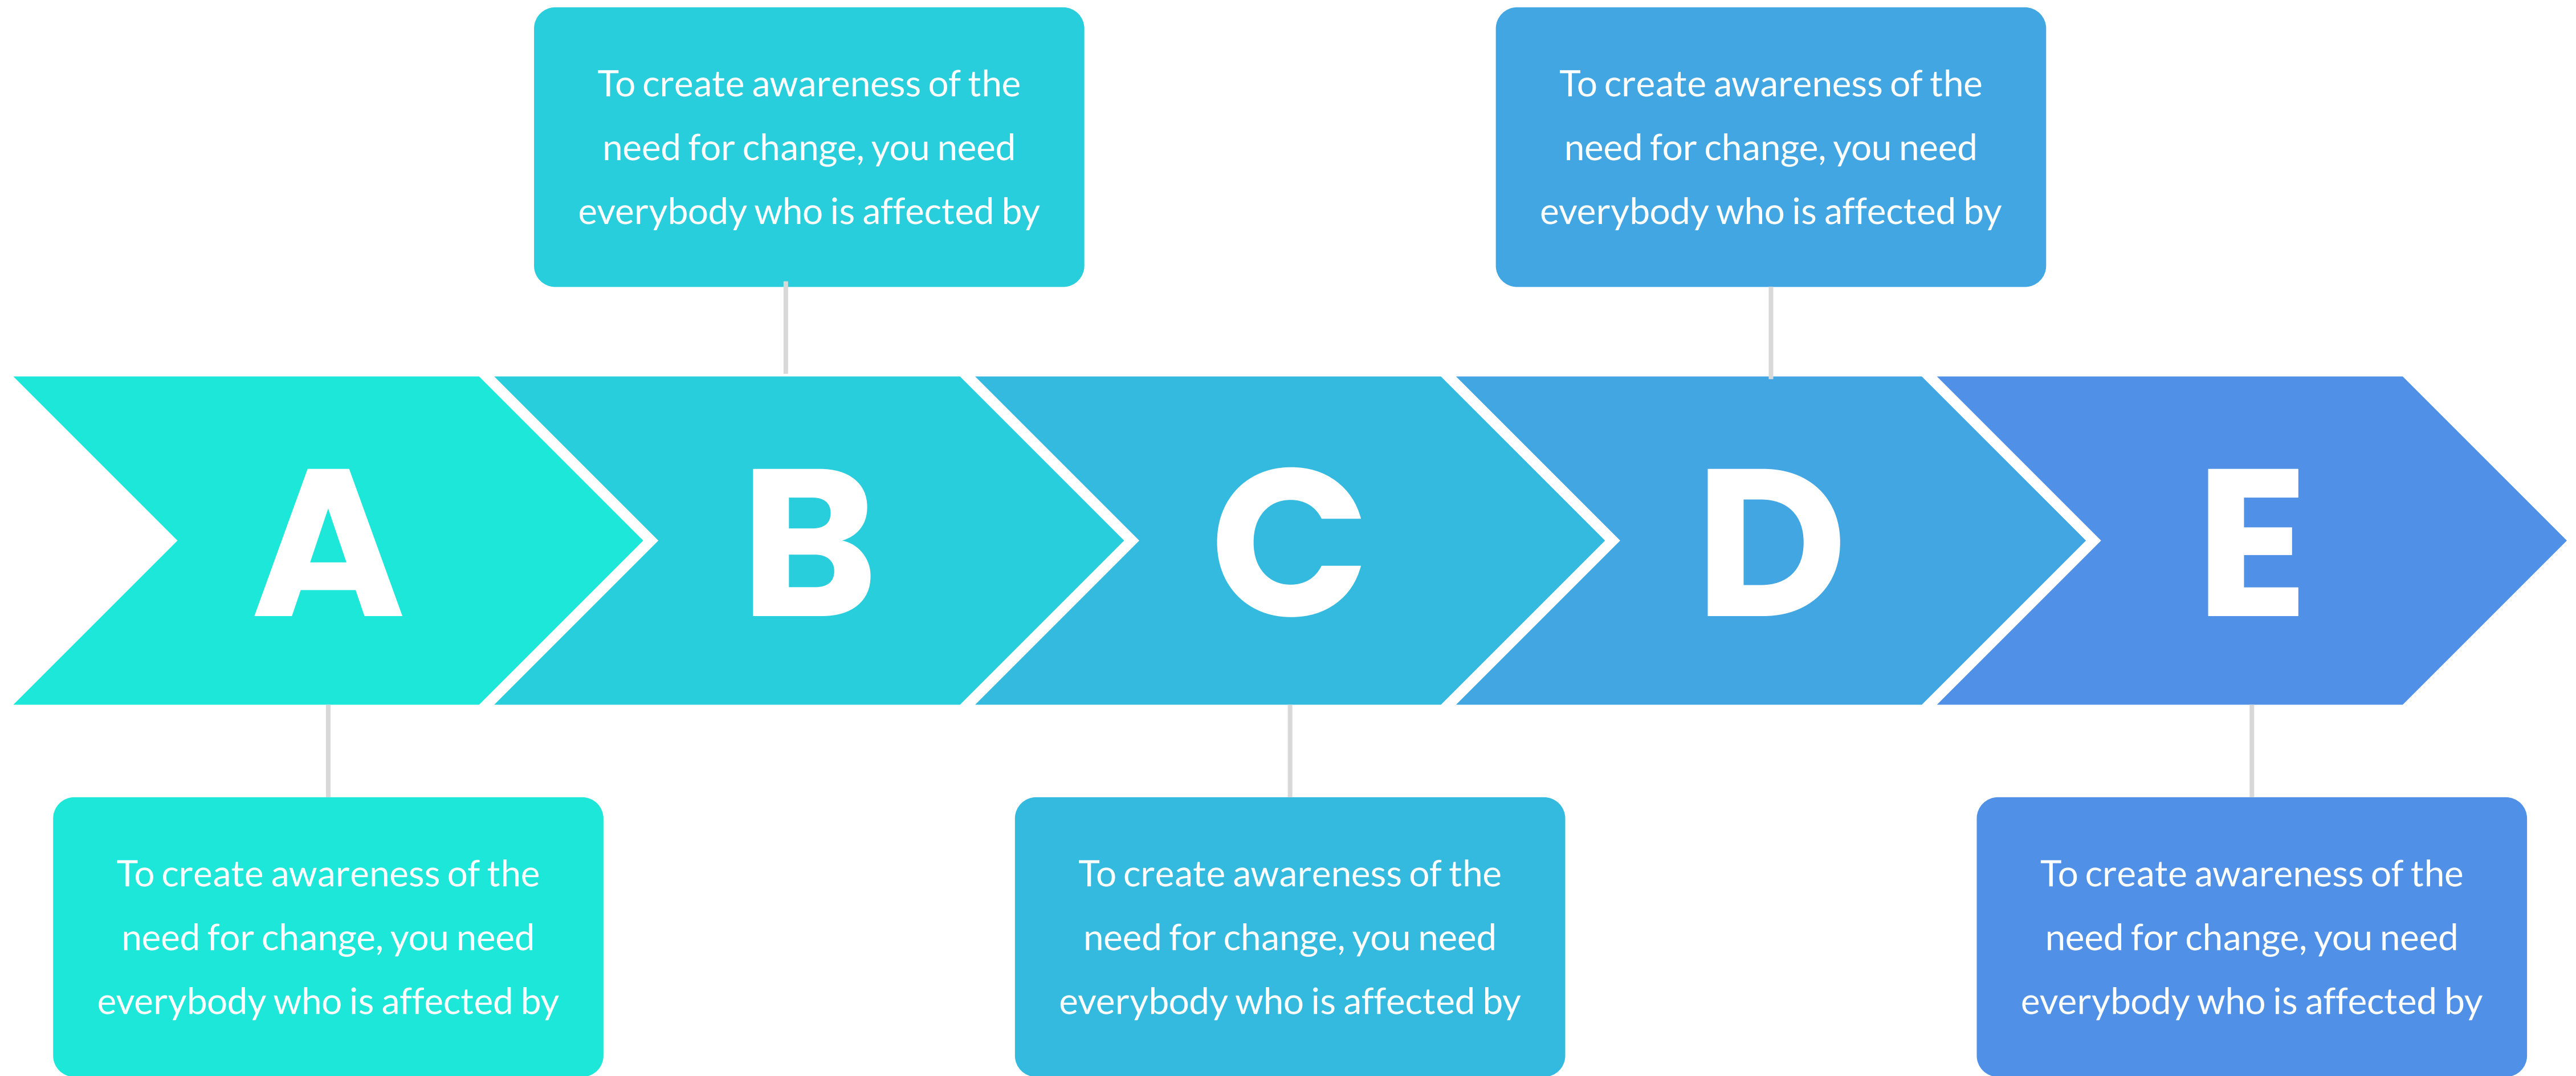 To create awareness of the
need for change, you need
everybody who is affected by
To create awareness of the
need for change, you need
everybody who is affected by
A
B
C
D
E
To create awareness of the
need for change, you need
everybody who is affected by
To create awareness of the
need for change, you need
everybody who is affected by
To create awareness of the
need for change, you need
everybody who is affected by